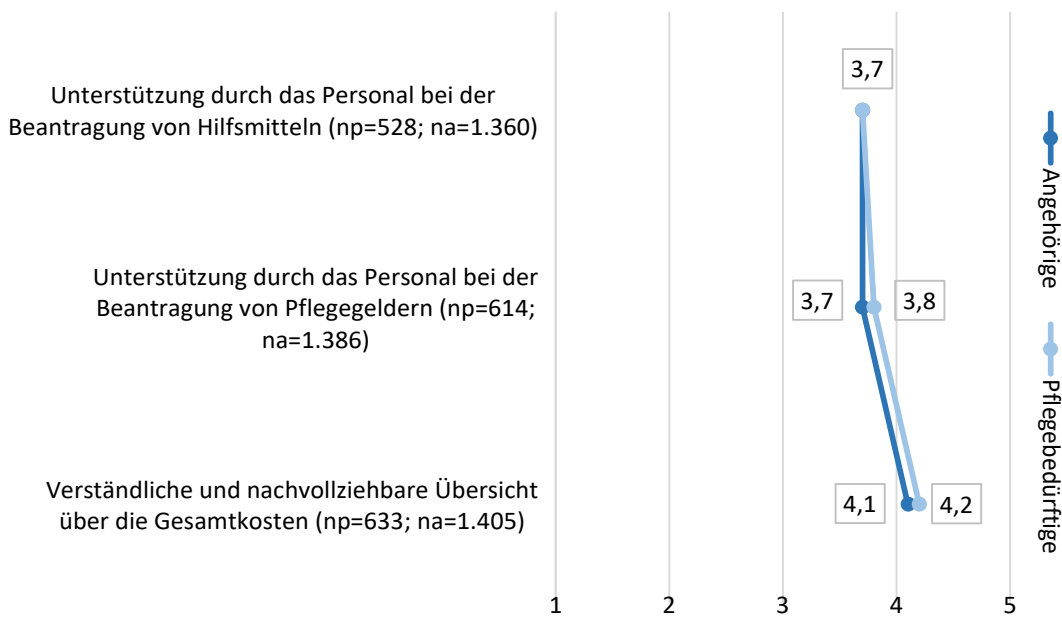 3,7
Unterstützung durch das Personal bei der
Beantragung von Hilfsmitteln (np=528; na=1.360)
Unterstützung durch das Personal bei der
Beantragung von Pflegegeldern (np=614;
na=1.386)
3,7
3,8
Verständliche und nachvollziehbare Übersicht
über die Gesamtkosten (np=633; na=1.405)
4,1
4,2
1 2 3 4 5
Angehörige
Pflegebedürftige